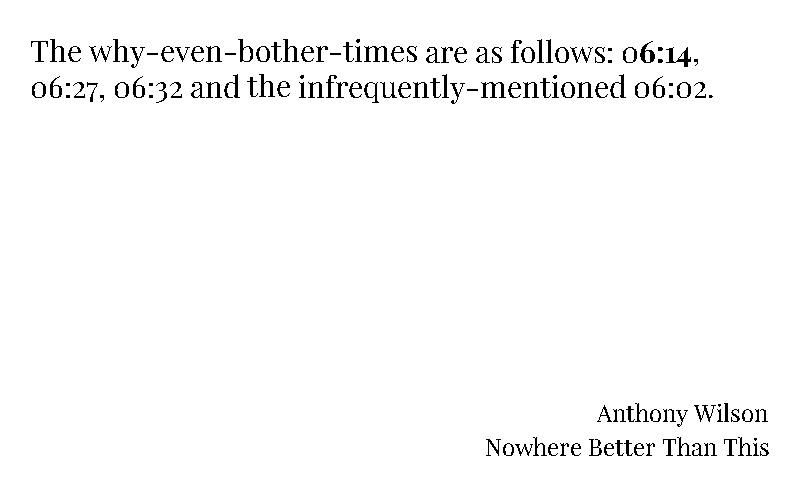 The why-even-bother-times are as follows: 06:14,
06:27, 06:32 and the infrequently-mentioned 06:02.
Anthony Wilson
Nowhere Better Than This